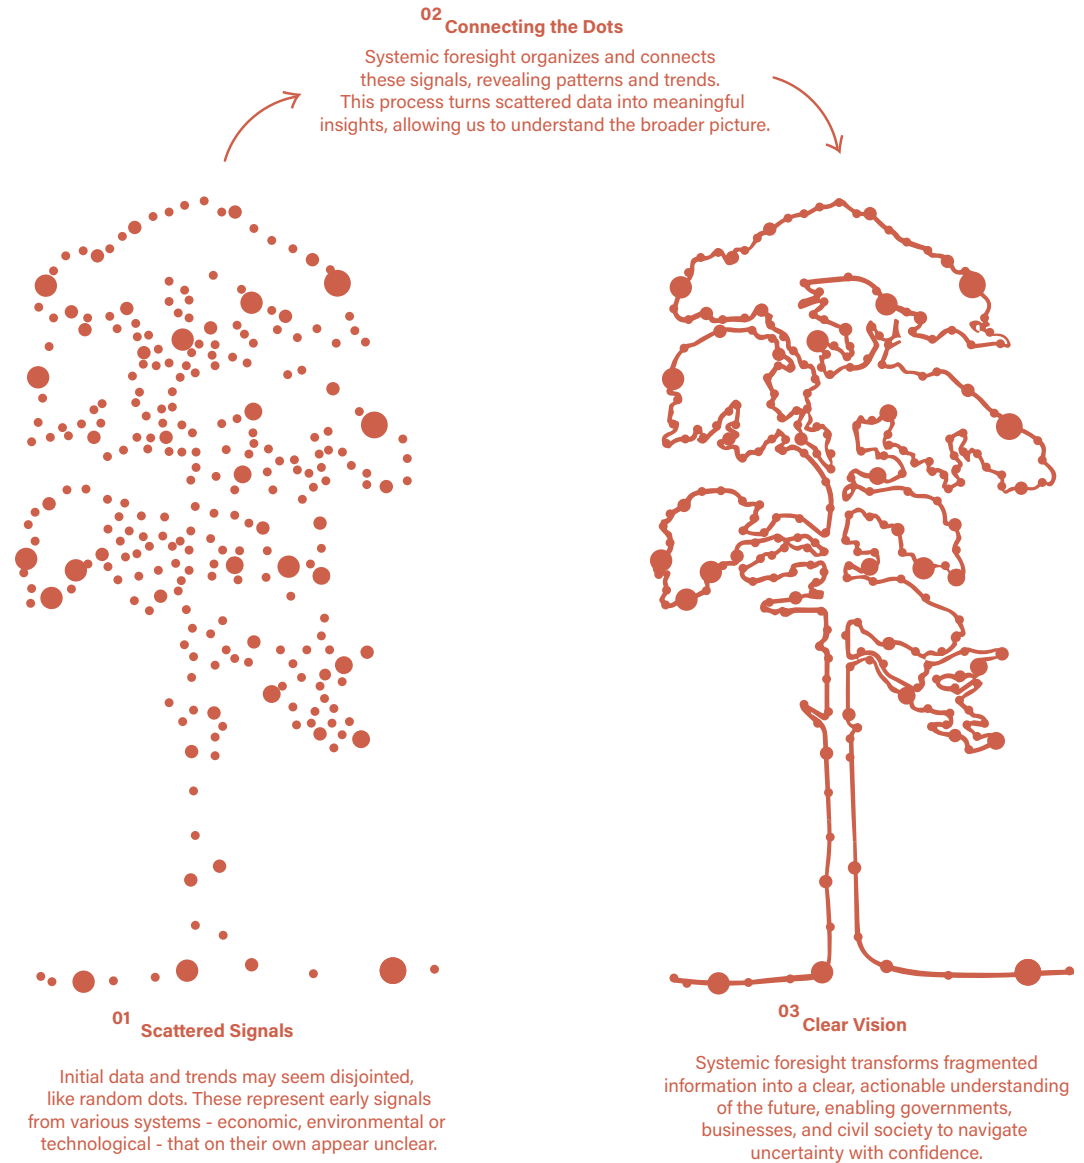 02
Connecting the Dots
Systemic foresight organizes and connects
these signals, revealing patterns and trends.
This process turns scattered data into meaningful
insights, allowing us to understand the broader picture.
01
Scattered Signals
Initial data and trends may seem disjointed,
like random dots. These represent early signals
from various systems - economic, environmental or
technological - that on their own appear unclear.
03
Clear Vision
Systemic foresight transforms fragmented
information into a clear, actionable understanding
of the future, enabling governments,
businesses, and civil society to navigate
uncertainty with confidence.